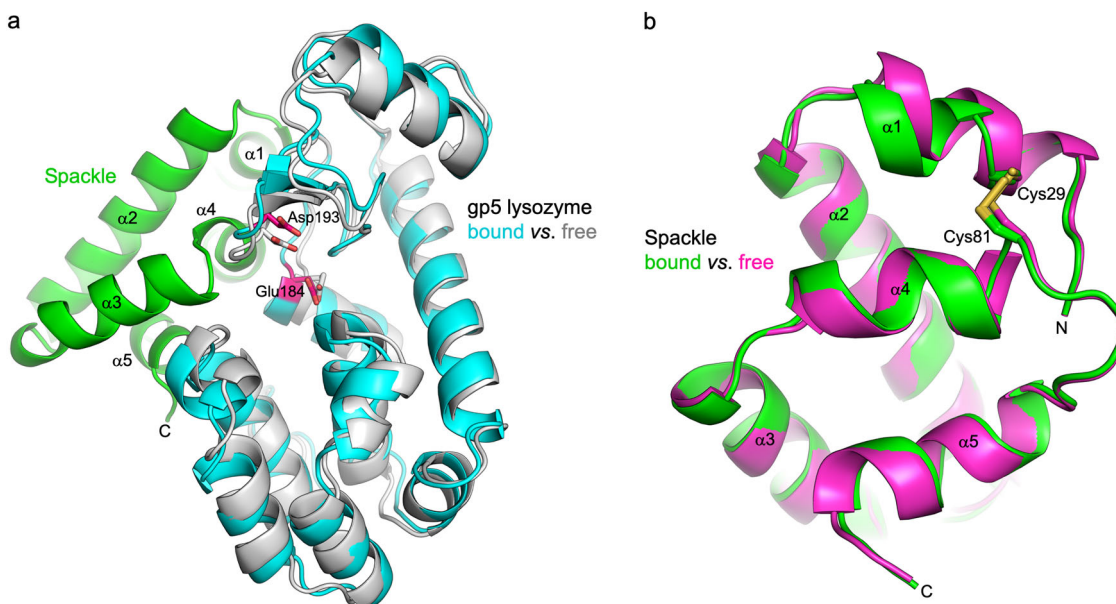 a
Spackle
α1
α2
α4
Asp193
gp5 lysozyme
bound vs. free
Glu184
α3
α5
C
b
α1
Cys29
α2
Cys81
Spackle
bound vs. free
α4
N
α3
α5
C